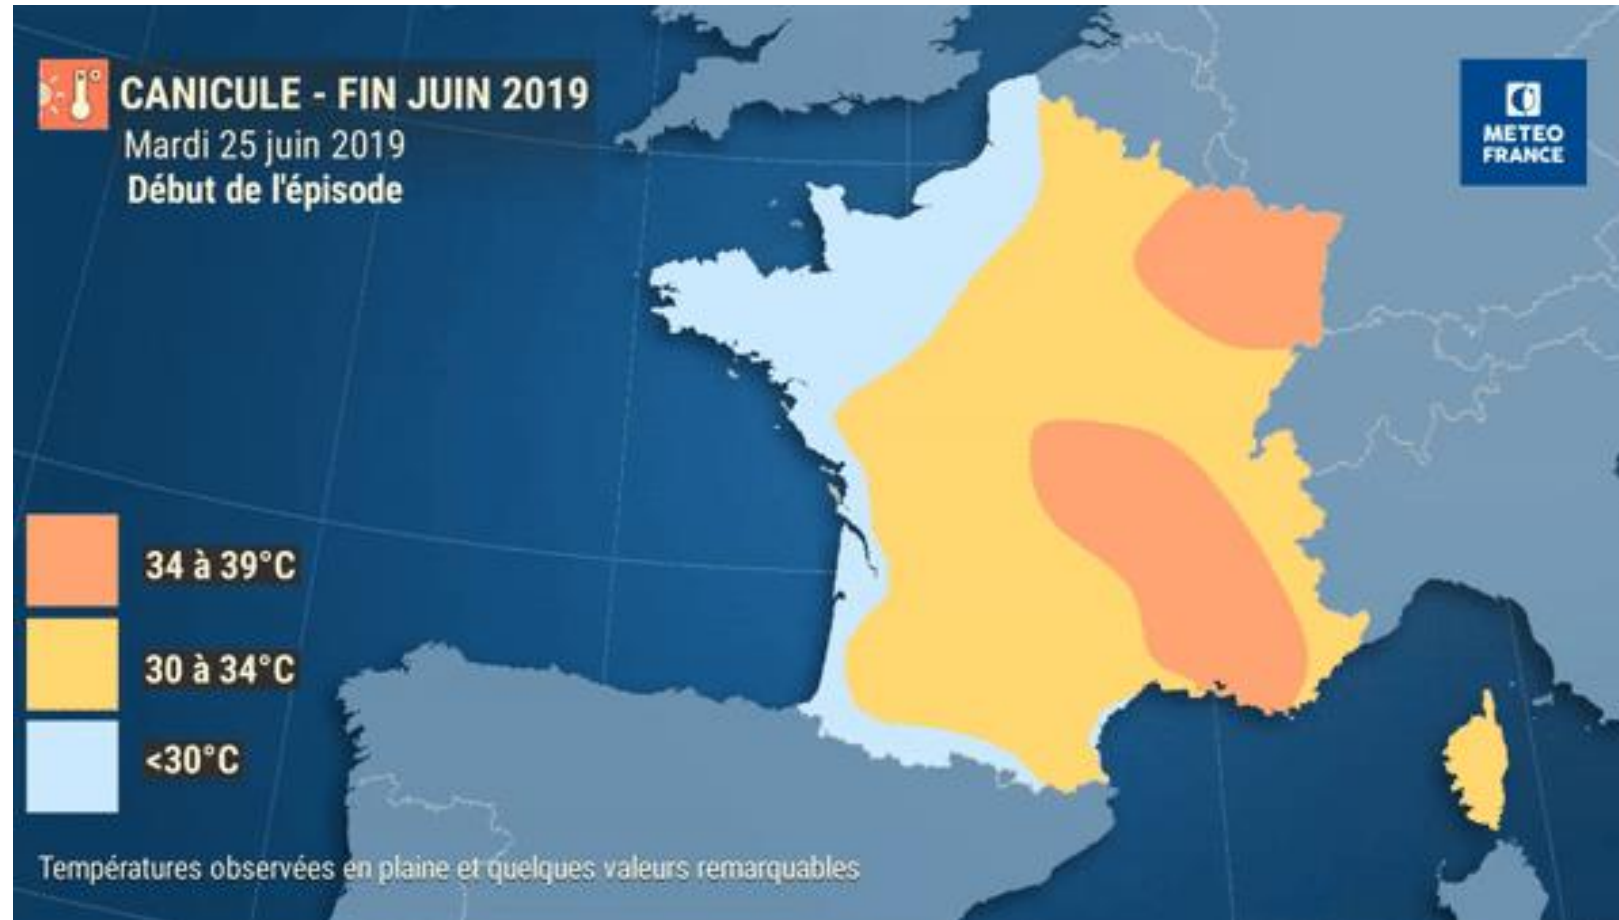 CANICULE - FIN JUIN 2019
Mardi 25 juin 2019
Début de l'épisode
METEO
FRANCE
34 à 39°C
30 à 34°C
<30°C
Températures observées en plaine et quelques valeurs remarquables